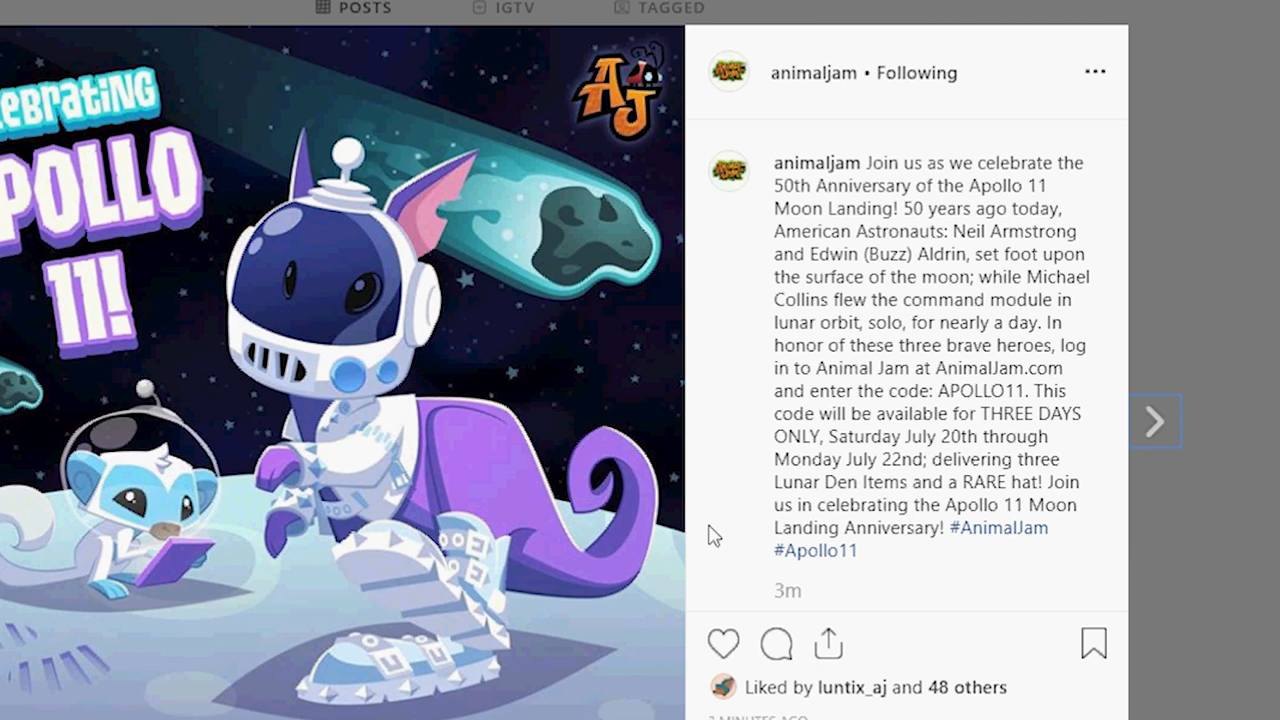 POSTS IGTV TAGGED
eBRATiNG
POLLO
11!
AJ
animaljam • Following
animaljam Join us as we celebrate the
50th Anniversary of the Apollo 11
Moon Landing! 50 years ago today,
American Astronauts: Neil Armstrong
and Edwin (Buzz) Aldrin, set foot upon
the surface of the moon; while Michael
Collins flew the command module in
lunar orbit, solo, for nearly a day. In
honor of these three brave heroes, log
in to Animal Jam at AnimalJam.com
and enter the code: APOLLO11. This
code will be available for THREE DAYS
ONLY, Saturday July 20th through
Monday July 22nd; delivering three
Lunar Den Items and a RARE hat! Join
us in celebrating the Apollo 11 Moon
Landing Anniversary! #AnimalJam
#Apollo11
3m
Liked by luntix_aj and 48 others
3 MINUTES AGO